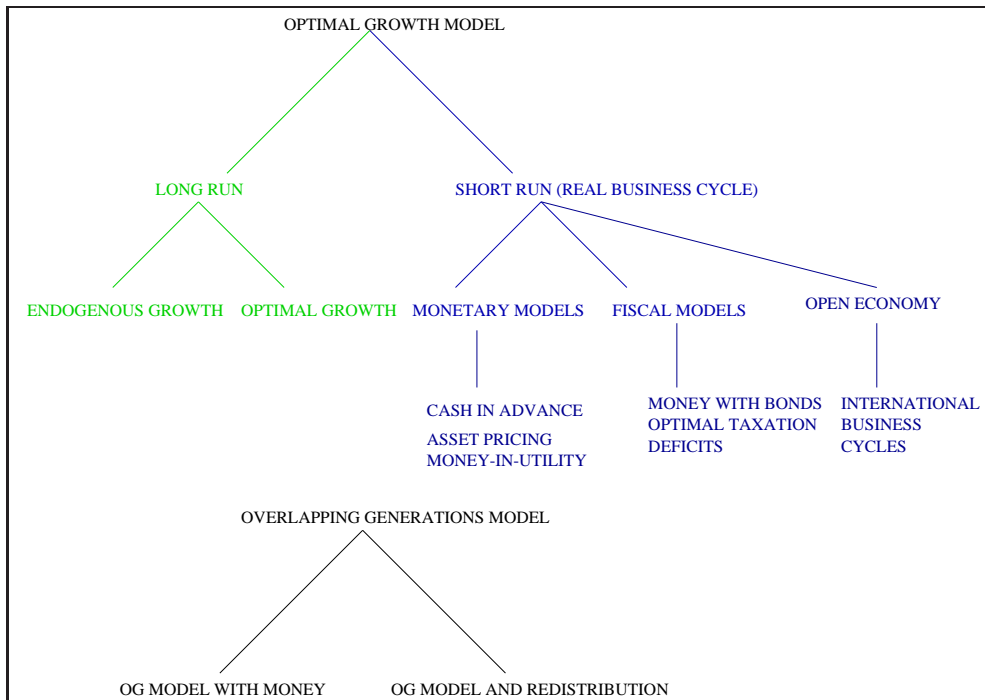 OPTIMAL GROWTH MODEL
LONG RUN
SHORT RUN (REAL BUSINESS CYCLE)
ENDOGENOUS GROWTH
OPTIMAL GROWTH
MONETARY MODELS
FISCAL MODELS
OPEN ECONOMY
CASH IN ADVANCE
ASSET PRICING
MONEY-IN-UTILITY
MONEY WITH BONDS
OPTIMAL TAXATION
DEFICITS
INTERNATIONAL
BUSINESS
CYCLES
OVERLAPPING GENERATIONS MODEL
OG MODEL WITH MONEY
OG MODEL AND REDISTRIBUTION